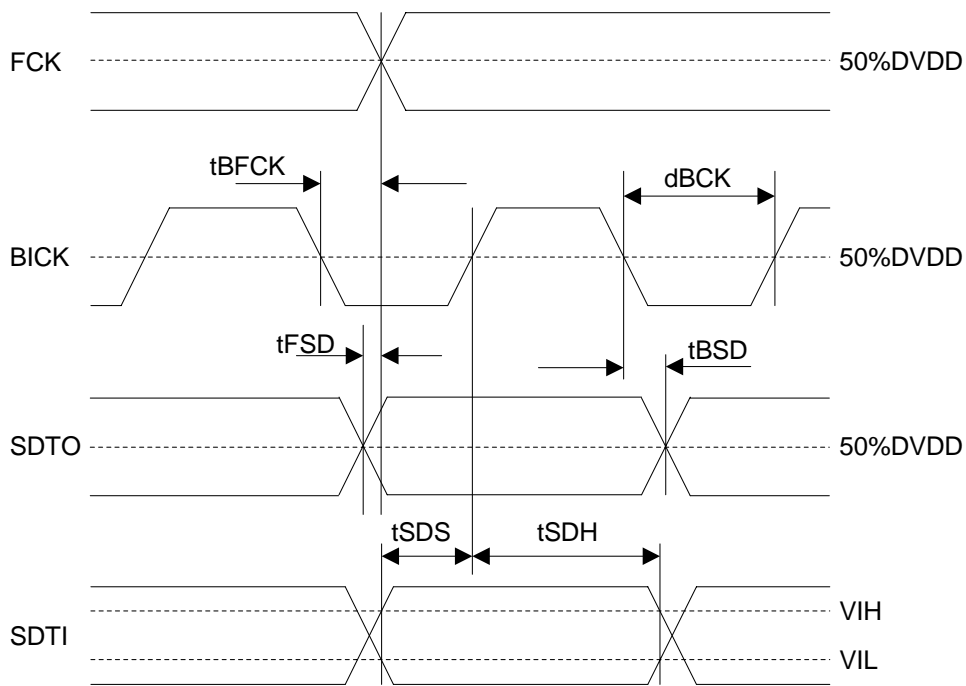 FCK
50%DVDD
tBFCK
dBCK
BICK
50%DVDD
tFSD
tBSD
SDTO
50%DVDD
tSDS
tSDH
VIH
SDTI
VIL